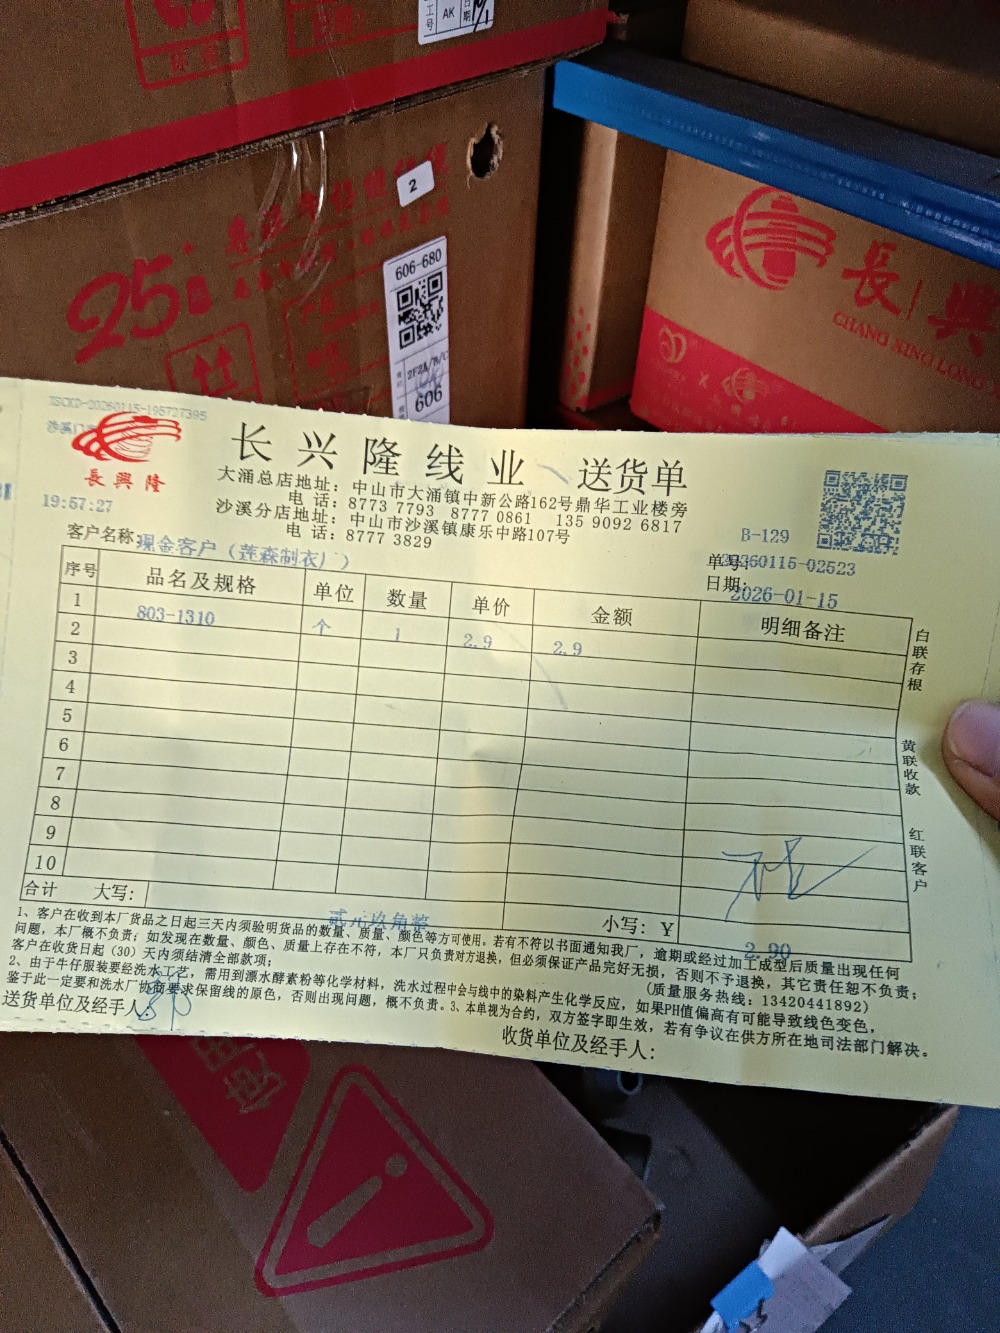 工号 AK 日期
2
25
606-680
2F2A/B/C
606
長興
CHANG XING LONG
XSCKD-20260115-195727395
沙溪门
長興隆
19:57:27
长兴隆线业 送货单
大涌总店地址：中山市大涌镇中新公路162号鼎华工业楼旁
电 话：8773 7793 8777 0861 135 9092 6817
沙溪分店地址：中山市沙溪镇康乐中路107号
电 话：8777 3829
B-129
客户名称：现金客户（莲森制衣厂）
单号：20260115-02523
日期：2026-01-15
序号 品名及规格 单位 数量 单价 金额 明细备注
1 803-1310 个 1 2.9 2.9
2
3
4
5
6
7
8
9
10
合计 大写： 贰元玖角整 小写：Y 2.90
白联存根
黄联收款
红联客户
1、客户在收到本厂货品之日起三天内须验明货品的数量、质量、颜色等方可使用。若有不符以书面通知我厂，逾期或经过加工成型后质量出现任何
问题，本厂概不负责；如发现在数量、颜色、质量上存在不符，本厂只负责对方退换，但必须保证产品完好无损，否则不予退换，其它责任恕不负责；
客户在收货日起（30）天内须结清全部款项；
(质量服务热线：13420441892)
2、由于牛仔服装要经洗水工艺，需用到漂水酵素粉等化学材料，洗水过程中会与线中的染料产生化学反应，如果PH值偏高有可能导致线色变色，
鉴于此一定要和洗水厂协商要求保留线的原色，否则出现问题，概不负责。3、本单视为合约，双方签字即生效，若有争议在供方所在地司法部门解决。
送货单位及经手人：
收货单位及经手人：